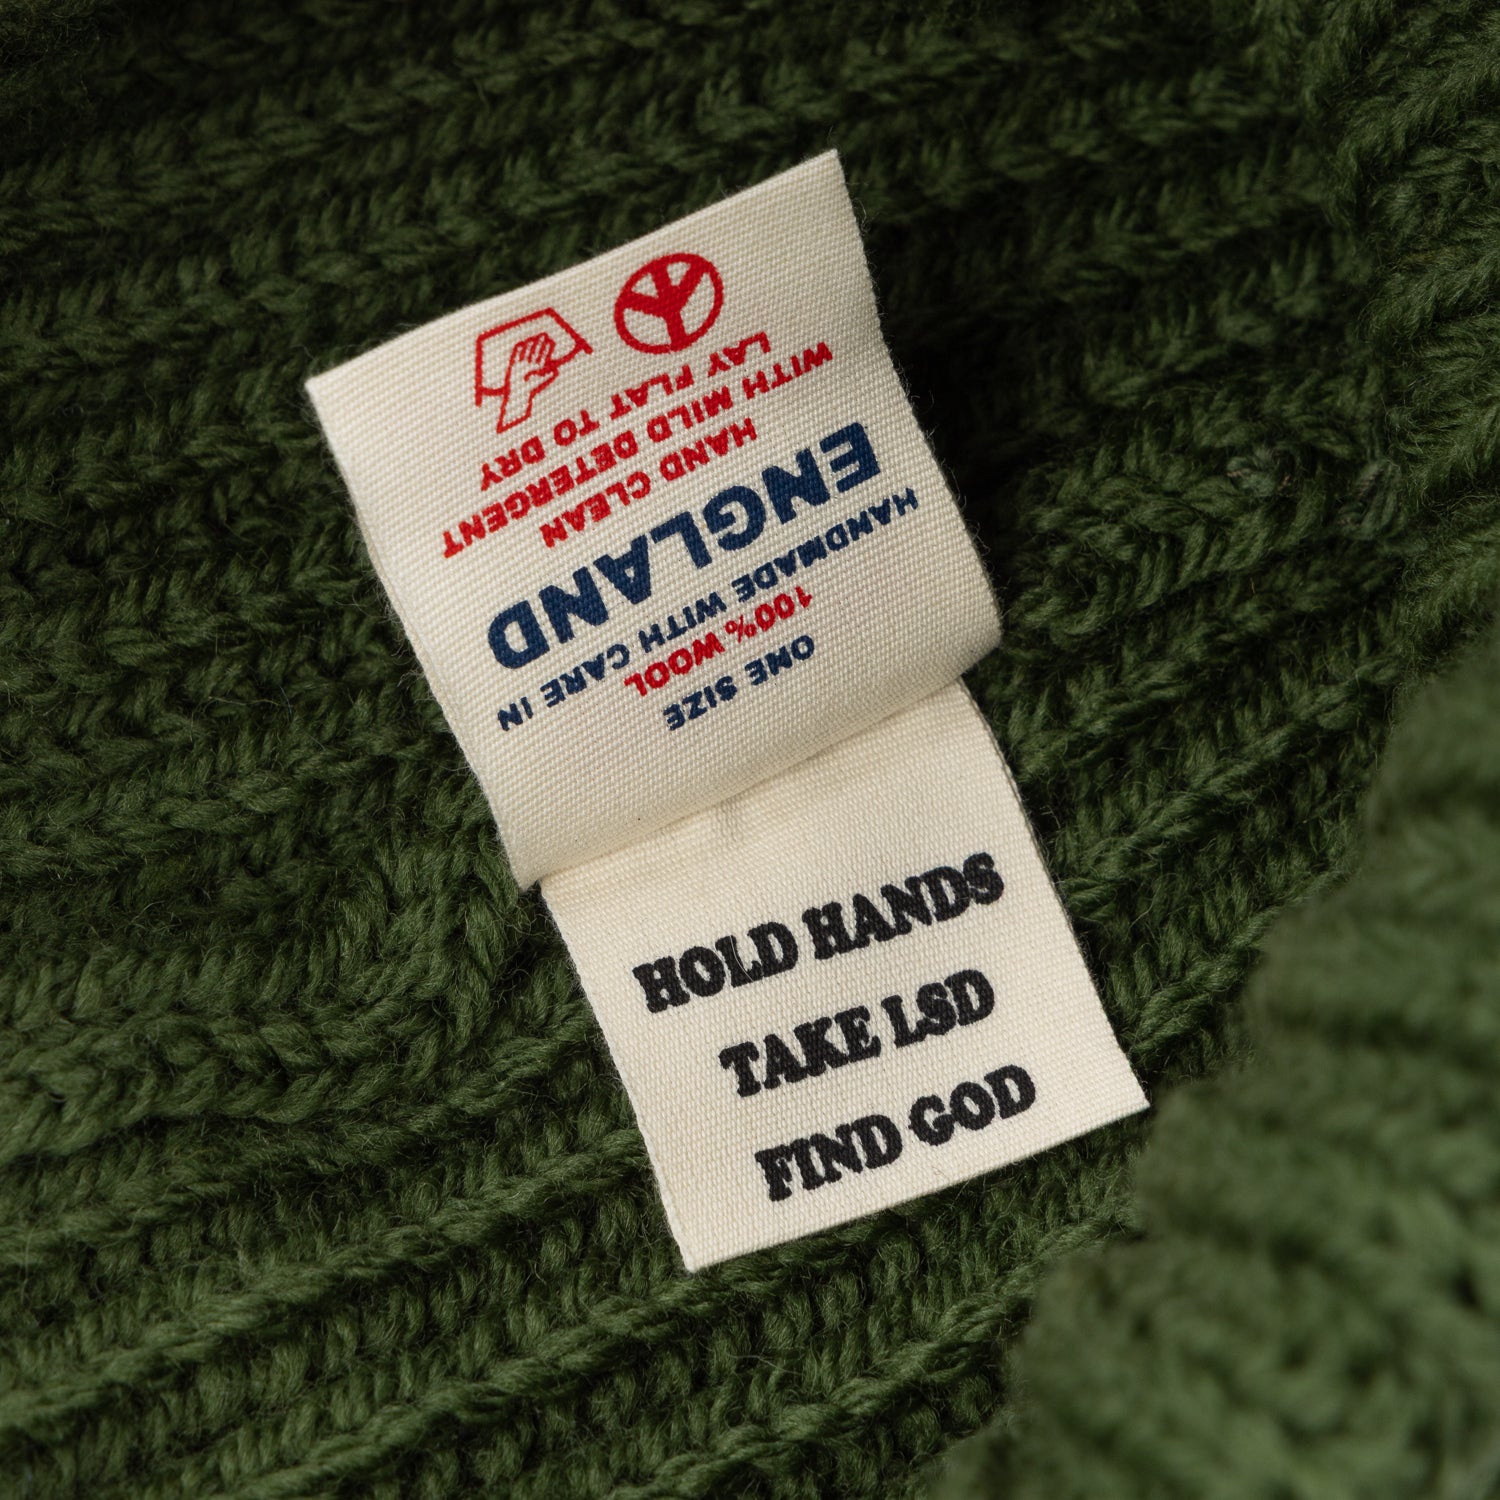 ONE SIZE
100% WOOL
HANDMADE WITH CARE IN
ENGLAND
HAND CLEAN
WITH MILD DETERGENT
LAY FLAT TO DRY
HOLD HANDS
TAKE LSD
FIND GOD